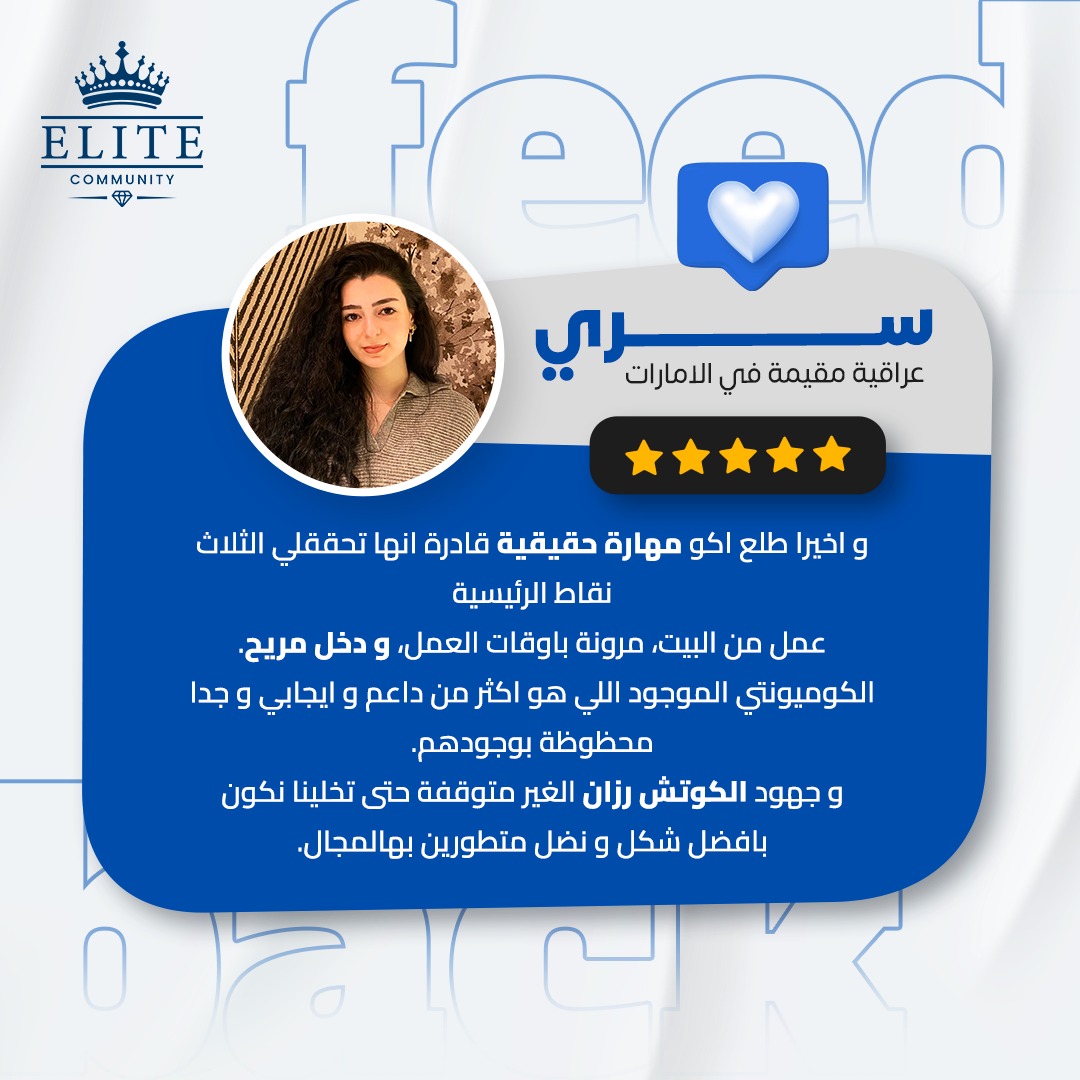 feed
ELITE
COMMUNITY
ســـــري
عراقية مقيمة في الامارات
و اخيرا طلع اكو مهارة حقيقية قادرة انها تحققلي الثلاث
نقاط الرئيسية
عمل من البيت، مرونة باوقات العمل، و دخل مريح.
الكوميونتي الموجود اللي هو اكثر من داعم و ايجابي و جدا
محظوظة بوجودهم.
و جهود الكوتش رزان الغير متوقفة حتى تخلينا نكون
بافضل شكل و نضل متطورين بهالمجال.
back